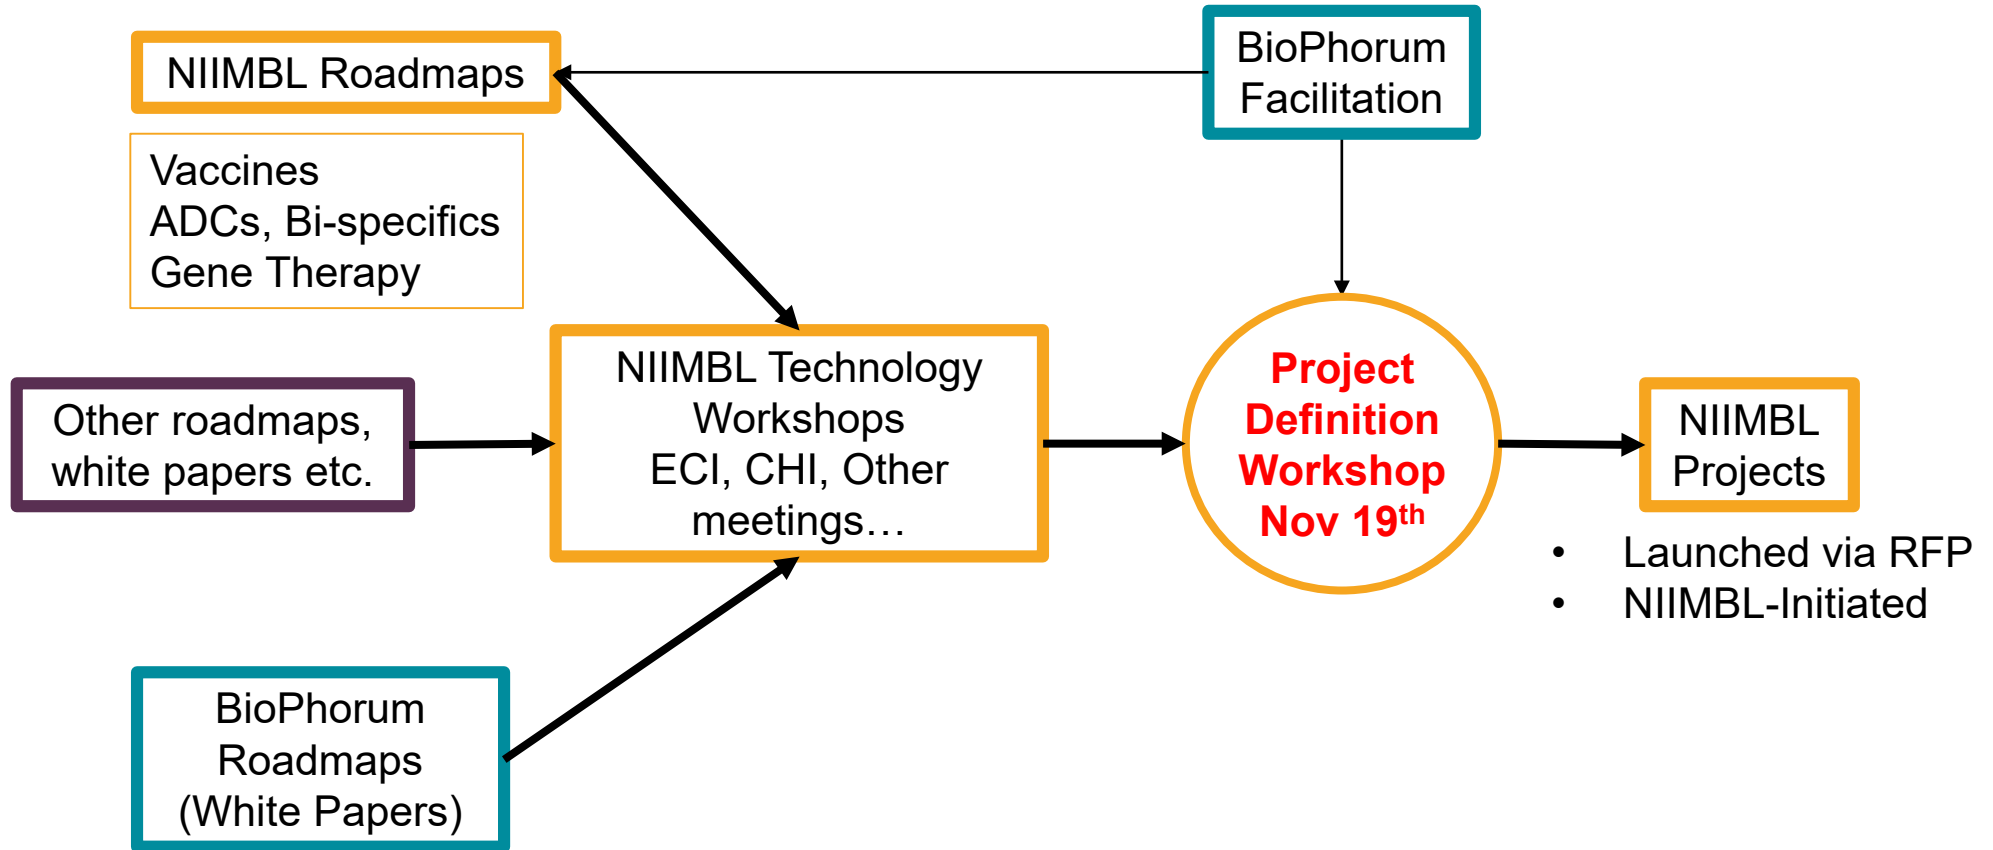 NIIMBL Roadmaps
BioPhorum
Facilitation
Vaccines
ADCs, Bi-specifics
Gene Therapy
Other roadmaps,
white papers etc.
NIIMBL Technology
Workshops
ECI, CHI, Other
meetings…
Project
Definition
Workshop
Nov 19th
NIIMBL
Projects
• Launched via RFP
• NIIMBL-Initiated
BioPhorum
Roadmaps
(White Papers)